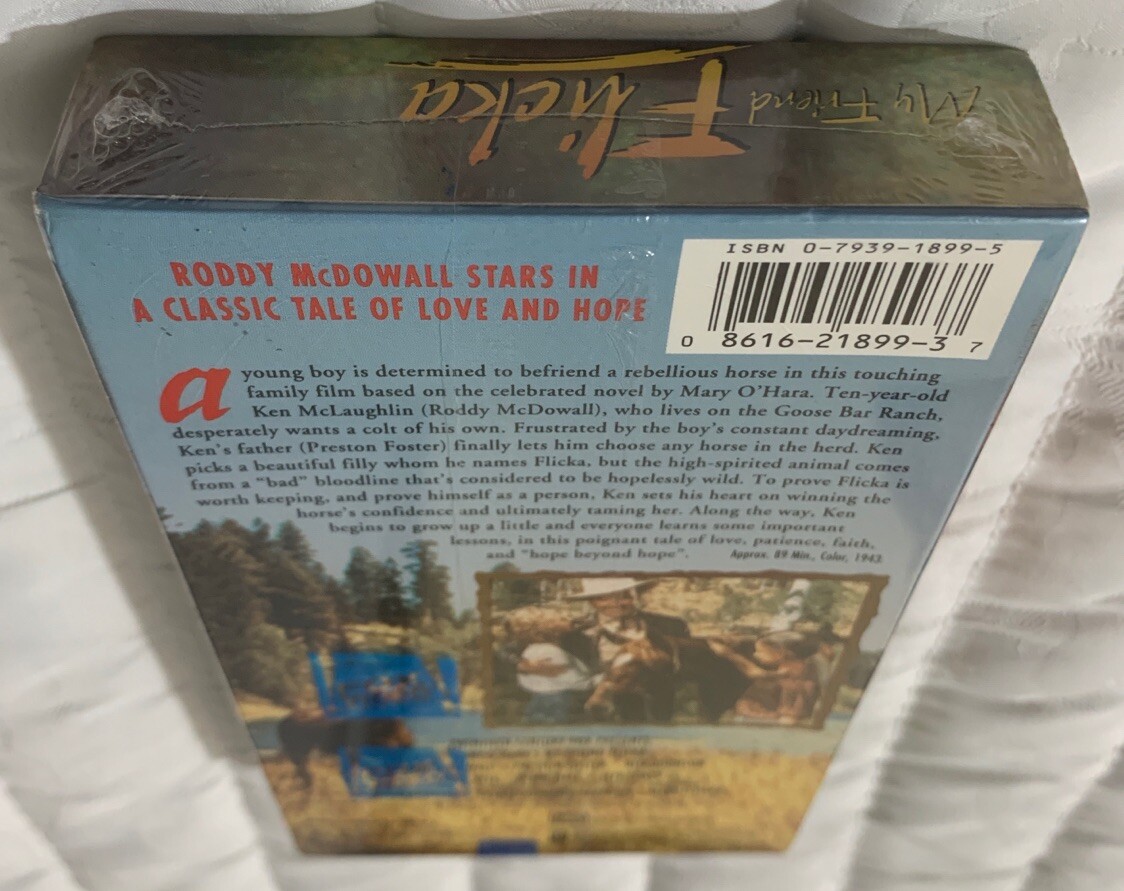 My Friend Flicka
ISBN 0-7939-1899-5
0 8616-21899-3 7
RODDY McDOWALL STARS IN
A CLASSIC TALE OF LOVE AND HOPE
a young boy is determined to befriend a rebellious horse in this touching
family film based on the celebrated novel by Mary O'Hara. Ten-year-old
Ken McLaughlin (Roddy McDowall), who lives on the Goose Bar Ranch,
desperately wants a colt of his own. Frustrated by the boy's constant daydreaming,
Ken's father (Preston Foster) finally lets him choose any horse in the herd. Ken
picks a beautiful filly whom he names Flicka, but the high-spirited animal comes
from a "bad" bloodline that's considered to be hopelessly wild. To prove Flicka is
worth keeping, and prove himself as a person, Ken sets his heart on winning the
horse's confidence and ultimately taming her. Along the way, Ken
begins to grow up a little and everyone learns some important
lessons, in this poignant tale of love, patience, faith,
and "hope beyond hope". Approx. 89 Min., Color, 1943.